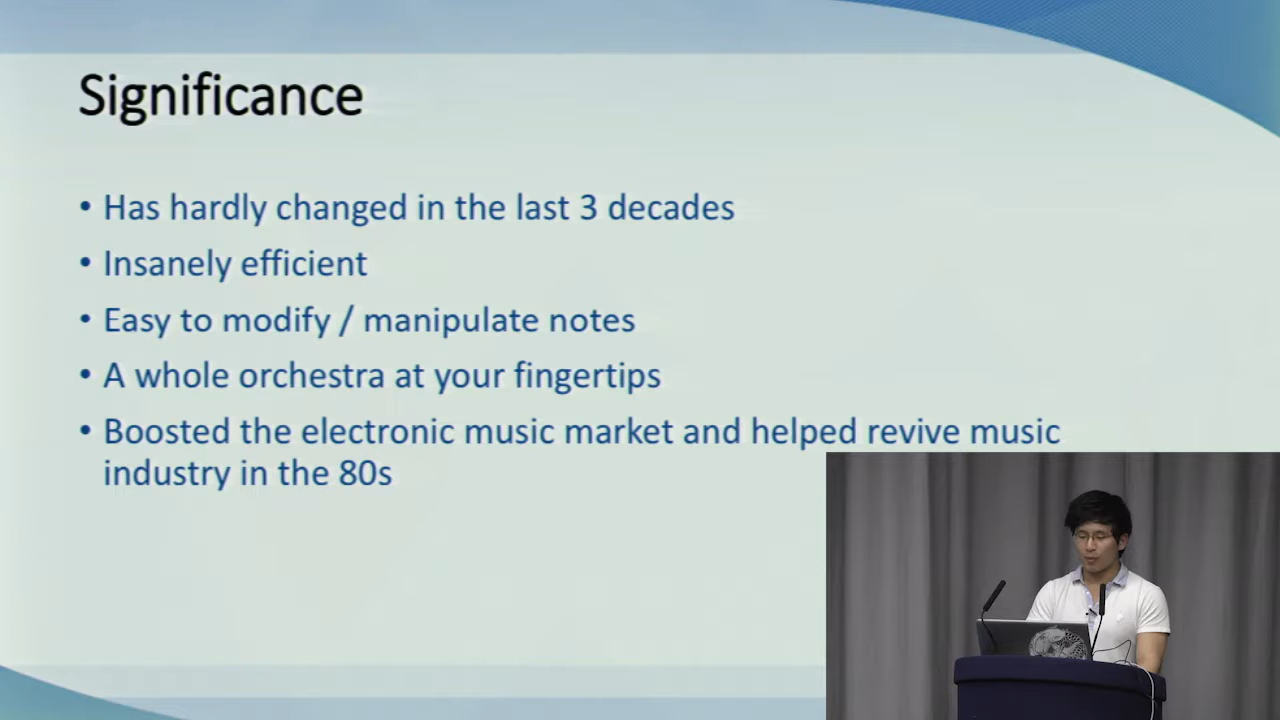 Significance
• Has hardly changed in the last 3 decades
• Insanely efficient
• Easy to modify / manipulate notes
• A whole orchestra at your fingertips
• Boosted the electronic music market and helped revive music
industry in the 80s